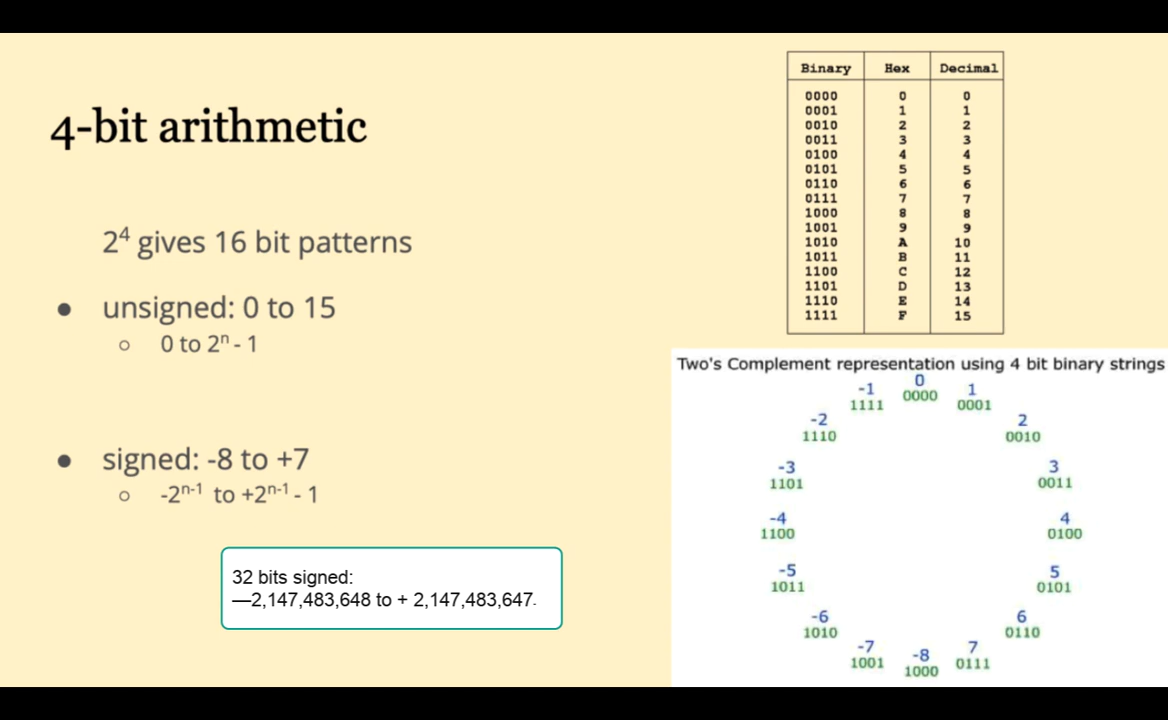 4-bit arithmetic
2⁴ gives 16 bit patterns
● unsigned: 0 to 15
○ 0 to 2ⁿ - 1
● signed: -8 to +7
○ -2ⁿ⁻¹ to +2ⁿ⁻¹ - 1
32 bits signed:
—2,147,483,648 to + 2,147,483,647.
Binary Hex Decimal
0000 0 0
0001 1 1
0010 2 2
0011 3 3
0100 4 4
0101 5 5
0110 6 6
0111 7 7
1000 8 8
1001 9 9
1010 A 10
1011 B 11
1100 C 12
1101 D 13
1110 E 14
1111 F 15
Two's Complement representation using 4 bit binary strings
0
0000
1
0001
2
0010
3
0011
4
0100
5
0101
6
0110
7
0111
-8
1000
-7
1001
-6
1010
-5
1011
-4
1100
-3
1101
-2
1110
-1
1111